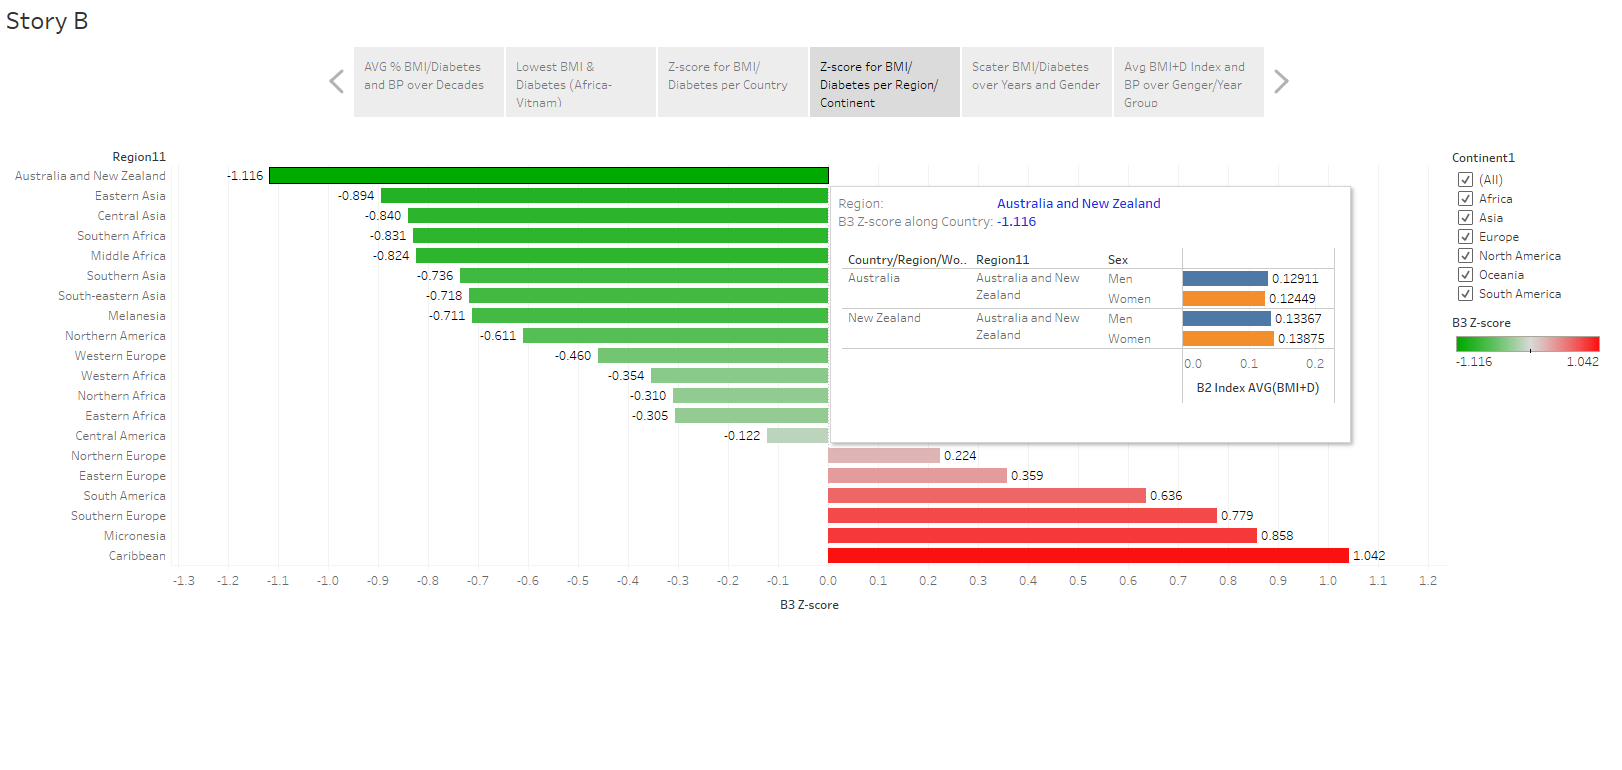 Story B
AVG % BMI/Diabetes
and BP over Decades
Lowest BMI &
Diabetes (Africa-
Vitnam)
Z-score for BMI/
Diabetes per Country
Z-score for BMI/
Diabetes per Region/
Continent
Scater BMI/Diabetes
over Years and Gender
Avg BMI+D Index and
BP over Genger/Year
Group
Region11
Australia and New Zealand -1.116
Eastern Asia -0.894
Central Asia -0.840
Southern Africa -0.831
Middle Africa -0.824
Southern Asia -0.736
South-eastern Asia -0.718
Melanesia -0.711
Northern America -0.611
Western Europe -0.460
Western Africa -0.354
Northern Africa -0.310
Eastern Africa -0.305
Central America -0.122
Northern Europe 0.224
Eastern Europe 0.359
South America 0.636
Southern Europe 0.779
Micronesia 0.858
Caribbean 1.042
-1.3 -1.2 -1.1 -1.0 -0.9 -0.8 -0.7 -0.6 -0.5 -0.4 -0.3 -0.2 -0.1 0.0 0.1 0.2 0.3 0.4 0.5 0.6 0.7 0.8 0.9 1.0 1.1 1.2
B3 Z-score
Region: Australia and New Zealand
B3 Z-score along Country: -1.116
Country/Region/Wo.. Region11 Sex
Australia Australia and New
Zealand
Men 0.12911
Women 0.12449
New Zealand Australia and New
Zealand
Men 0.13367
Women 0.13875
0.0 0.1 0.2
B2 Index AVG(BMI+D)
Continent1
(All)
Africa
Asia
Europe
North America
Oceania
South America
B3 Z-score
-1.116 1.042